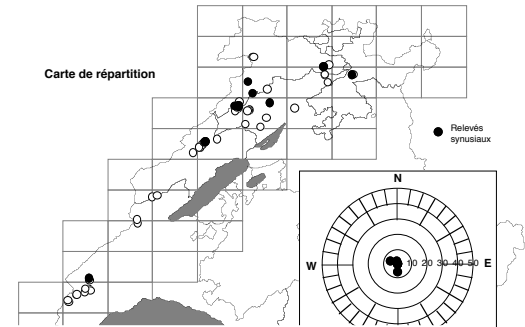 Carte de répartition
Relevés
synusiaux
N
W
10 20 30 40 50
E